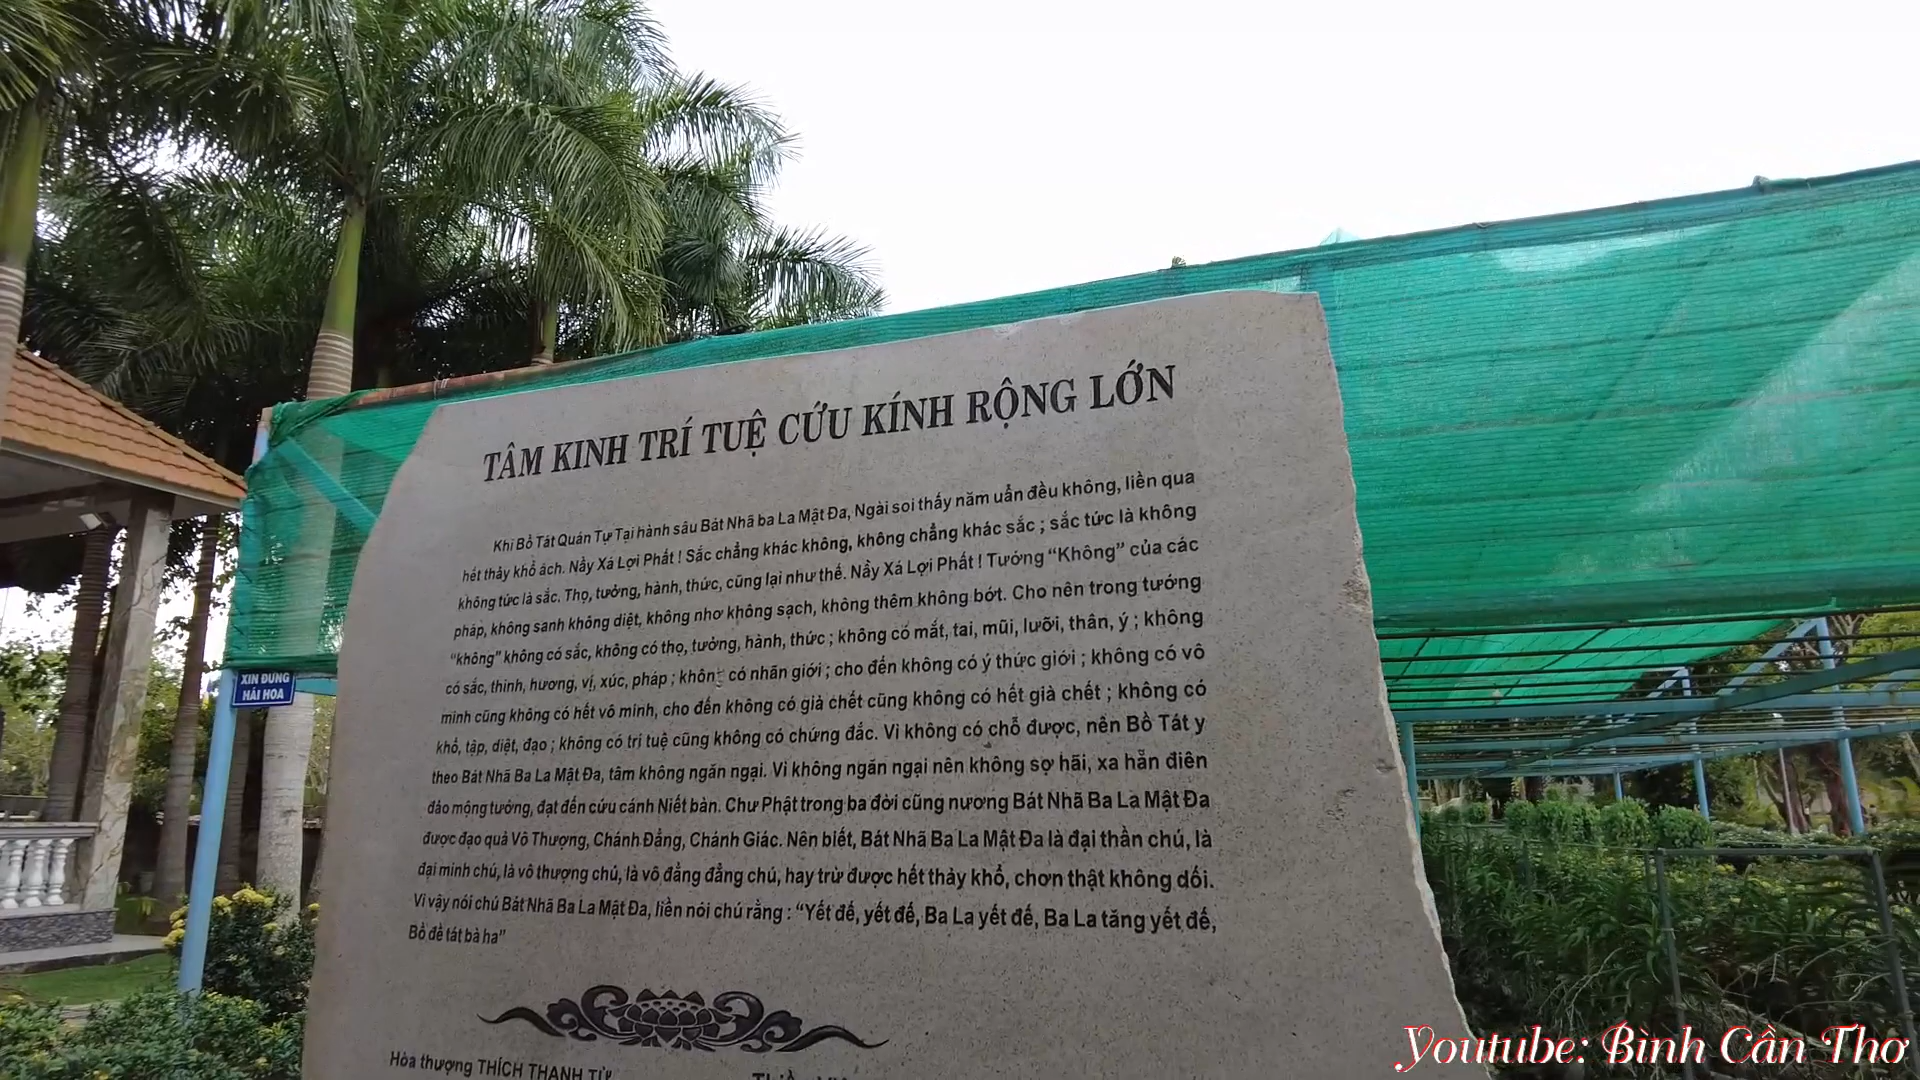 TÂM KINH TRÍ TUỆ CỨU KÍNH RỘNG LỚN
Khi Bồ Tát Quán Tự Tại hành sâu Bát Nhã ba La Mật Đa, Ngài soi thấy năm uẩn đều không, liền qua
hết thảy khổ ách. Nầy Xá Lợi Phất ! Sắc chẳng khác không, không chẳng khác sắc ; sắc tức là không
không tức là sắc. Thọ, tưởng, hành, thức, cũng lại như thế. Nầy Xá Lợi Phất ! Tướng “Không” của các
pháp, không sanh không diệt, không nhơ không sạch, không thêm không bớt. Cho nên trong tướng
“không” không có sắc, không có thọ, tưởng, hành, thức ; không có mắt, tai, mũi, lưỡi, thân, ý ; không
có sắc, thinh, hương, vị, xúc, pháp ; không có nhãn giới ; cho đến không có ý thức giới ; không có vô
minh cũng không có hết vô minh, cho đến không có già chết cũng không có hết già chết ; không có
khổ, tập, diệt, đạo ; không có trí tuệ cũng không có chứng đắc. Vì không có chỗ được, nên Bồ Tát y
theo Bát Nhã Ba La Mật Đa, tâm không ngăn ngại. Vì không ngăn ngại nên không sợ hãi, xa hẳn điên
đảo mộng tưởng, đạt đến cứu cánh Niết bàn. Chư Phật trong ba đời cũng nương Bát Nhã Ba La Mật Đa
được đạo quả Vô Thượng, Chánh Đẳng, Chánh Giác. Nên biết, Bát Nhã Ba La Mật Đa là đại thần chú, là
đại minh chú, là vô thượng chú, là vô đẳng đẳng chú, hay trừ được hết thảy khổ, chơn thật không dối.
Vì vậy nói chú Bát Nhã Ba La Mật Đa, liền nói chú rằng : “Yết đế, yết đế, Ba La yết đế, Ba La tăng yết đế,
Bồ đề tát bà ha”
Hòa thượng THÍCH THANH TỪ
XIN ĐỪNG
HÁI HOA
Youtube: Bình Cần Thơ